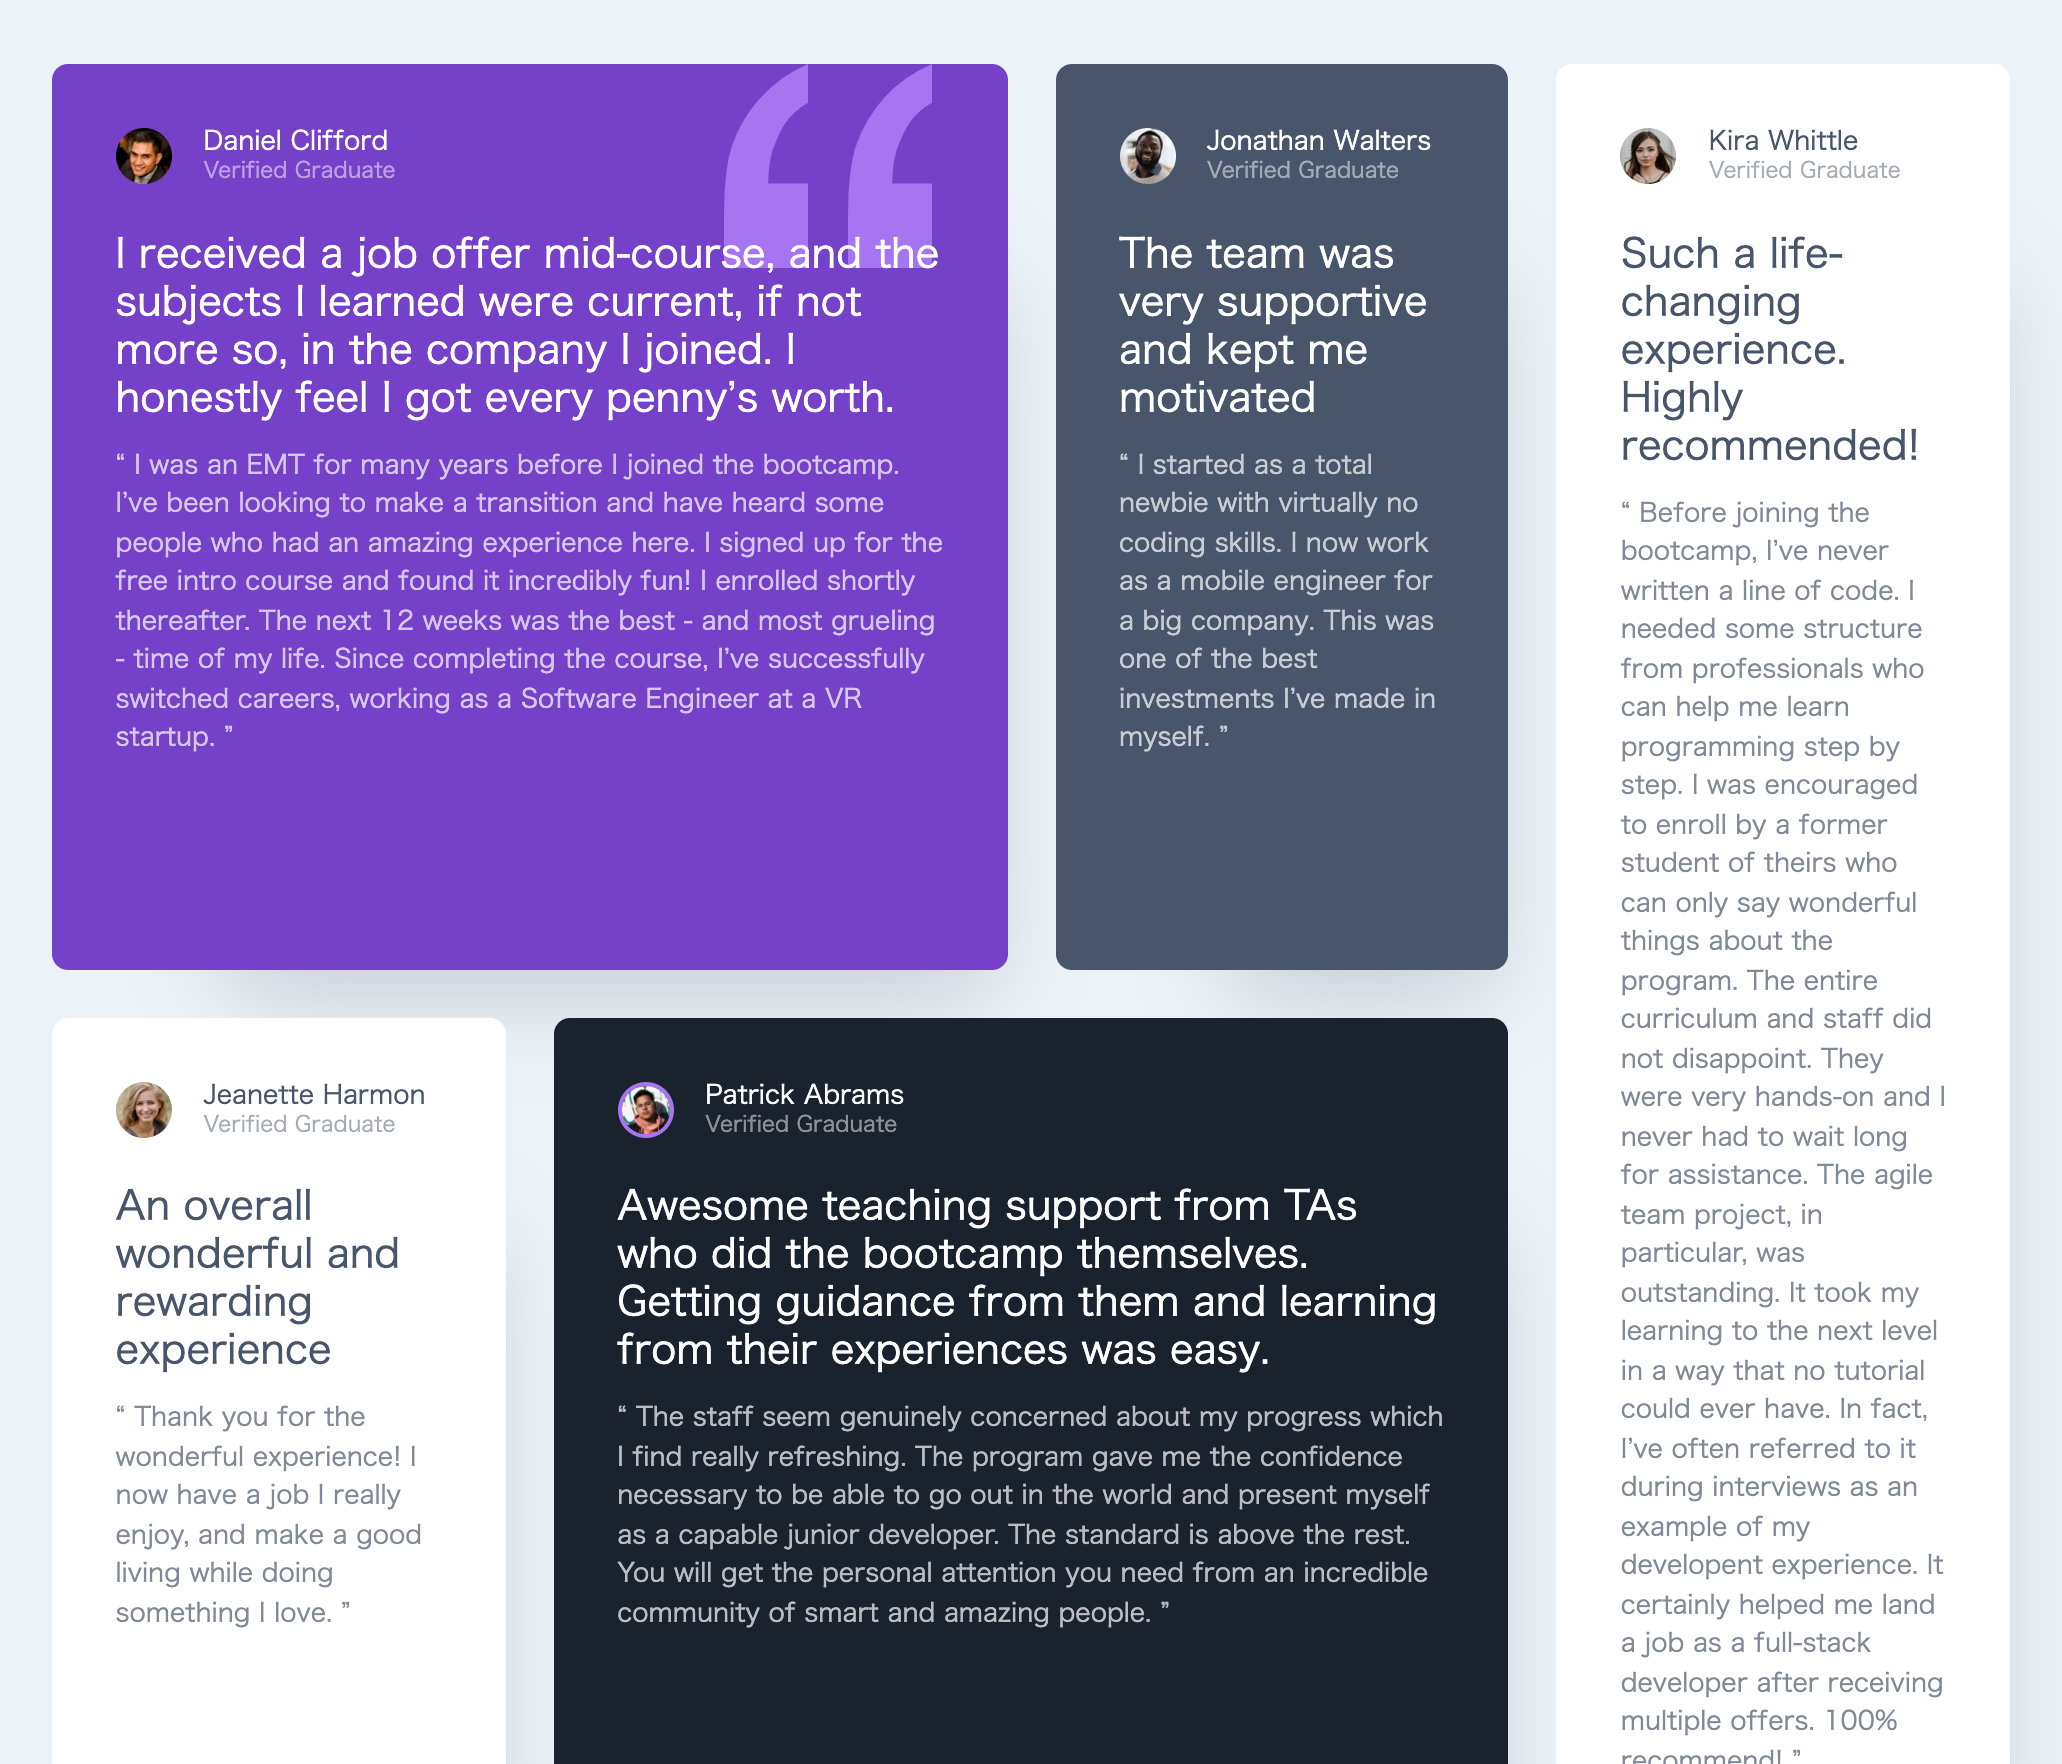 Daniel Clifford
Verified Graduate
I received a job offer mid-course, and the
subjects I learned were current, if not
more so, in the company I joined. I
honestly feel I got every penny’s worth.
“ I was an EMT for many years before I joined the bootcamp.
I’ve been looking to make a transition and have heard some
people who had an amazing experience here. I signed up for the
free intro course and found it incredibly fun! I enrolled shortly
thereafter. The next 12 weeks was the best - and most grueling
- time of my life. Since completing the course, I’ve successfully
switched careers, working as a Software Engineer at a VR
startup. ”
Jonathan Walters
Verified Graduate
The team was
very supportive
and kept me
motivated
“ I started as a total
newbie with virtually no
coding skills. I now work
as a mobile engineer for
a big company. This was
one of the best
investments I’ve made in
myself. ”
Kira Whittle
Verified Graduate
Such a life-
changing
experience.
Highly
recommended!
“ Before joining the
bootcamp, I’ve never
written a line of code. I
needed some structure
from professionals who
can help me learn
programming step by
step. I was encouraged
to enroll by a former
student of theirs who
can only say wonderful
things about the
program. The entire
curriculum and staff did
not disappoint. They
were very hands-on and I
never had to wait long
for assistance. The agile
team project, in
particular, was
outstanding. It took my
learning to the next level
in a way that no tutorial
could ever have. In fact,
I’ve often referred to it
during interviews as an
example of my
developent experience. It
certainly helped me land
a job as a full-stack
developer after receiving
multiple offers. 100%
recommend! ”
Jeanette Harmon
Verified Graduate
An overall
wonderful and
rewarding
experience
“ Thank you for the
wonderful experience! I
now have a job I really
enjoy, and make a good
living while doing
something I love. ”
Patrick Abrams
Verified Graduate
Awesome teaching support from TAs
who did the bootcamp themselves.
Getting guidance from them and learning
from their experiences was easy.
“ The staff seem genuinely concerned about my progress which
I find really refreshing. The program gave me the confidence
necessary to be able to go out in the world and present myself
as a capable junior developer. The standard is above the rest.
You will get the personal attention you need from an incredible
community of smart and amazing people. ”